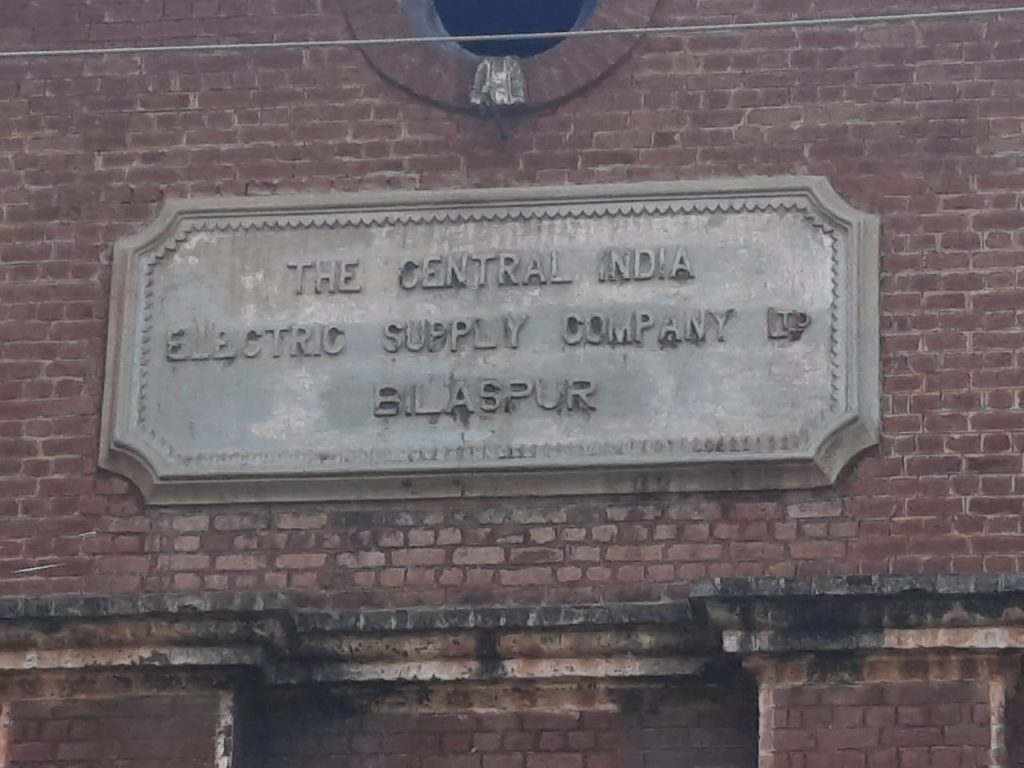 THE CENTRAL INDIA
ELECTRIC SUPPLY COMPANY LTD
BILASPUR